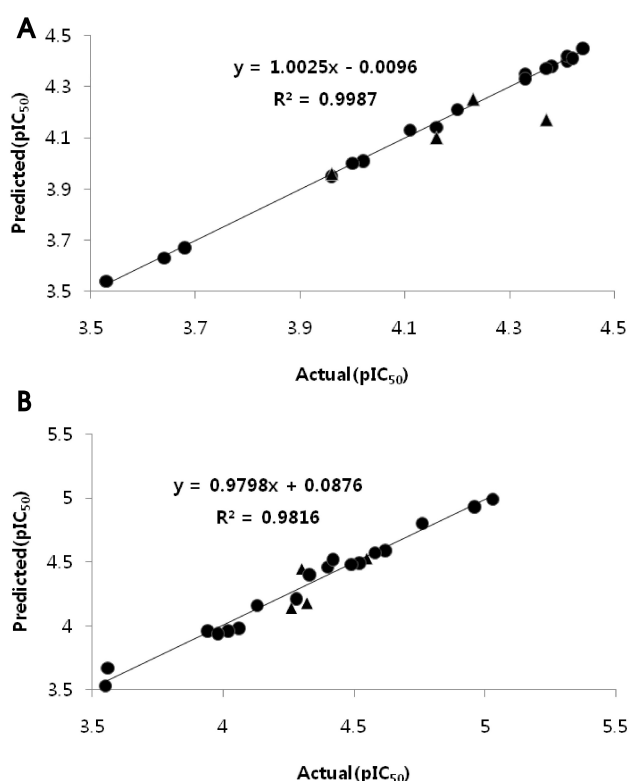 A
4.5
4.3
4.1
3.9
3.7
3.5
Predicted(pIC₅₀)
y = 1.0025x - 0.0096
R² = 0.9987
3.5 3.7 3.9 4.1 4.3 4.5
Actual(pIC₅₀)
B
5.5
5
4.5
4
3.5
Predicted(pIC₅₀)
y = 0.9798x + 0.0876
R² = 0.9816
3.5 4 4.5 5 5.5
Actual(pIC₅₀)